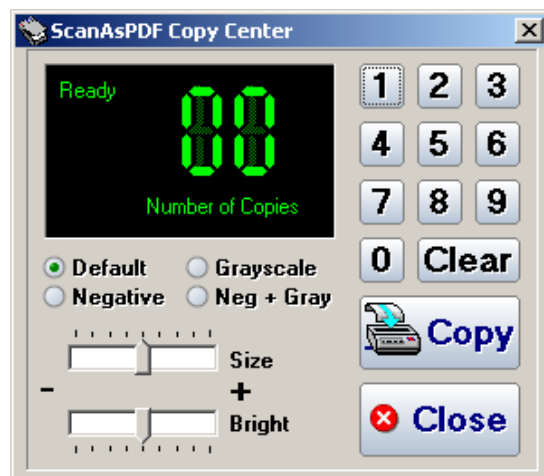 ScanAsPDF Copy Center
Ready
00
Number of Copies
1 2 3
4 5 6
7 8 9
0 Clear
Default Grayscale
Negative Neg + Gray
Size
- +
Bright
Copy
Close